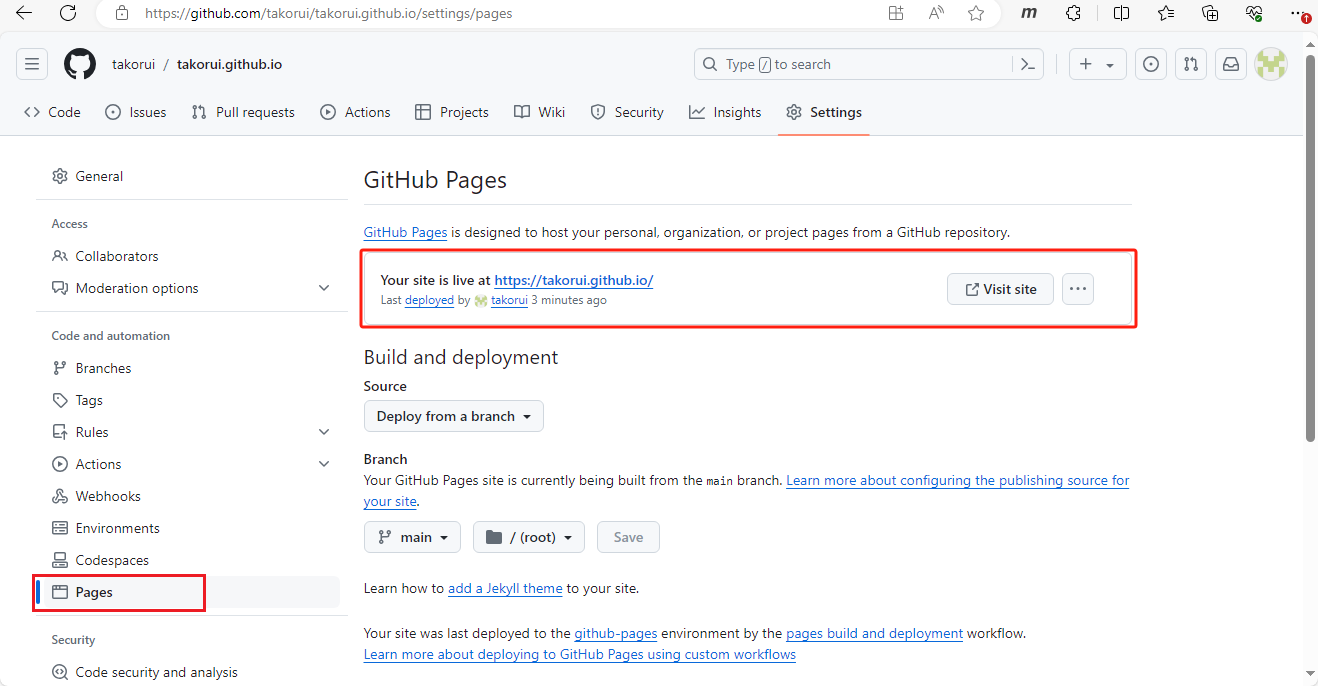 https://github.com/takorui/takorui.github.io/settings/pages
takorui / takorui.github.io
Type / to search
Code Issues Pull requests Actions Projects Wiki Security Insights Settings
General
Access
Collaborators
Moderation options
Code and automation
Branches
Tags
Rules
Actions
Webhooks
Environments
Codespaces
Pages
Security
Code security and analysis
GitHub Pages
GitHub Pages is designed to host your personal, organization, or project pages from a GitHub repository.
Your site is live at https://takorui.github.io/
Last deployed by takorui 3 minutes ago
Visit site
Build and deployment
Source
Deploy from a branch
Branch
Your GitHub Pages site is currently being built from the main branch. Learn more about configuring the publishing source for
your site.
main / (root) Save
Learn how to add a Jekyll theme to your site.
Your site was last deployed to the github-pages environment by the pages build and deployment workflow.
Learn more about deploying to GitHub Pages using custom workflows